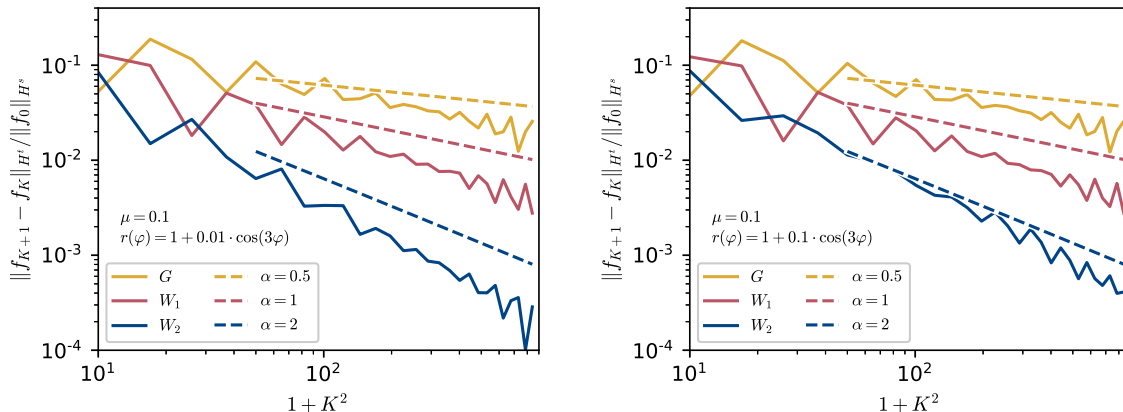 ‖f_{K+1} − f_K‖_{H^t}/‖f_0‖_{H^s}
10^{-1}
10^{-2}
10^{-3}
10^{-4}
μ = 0.1
r(φ) = 1 + 0.01 · cos(3φ)
G
α = 0.5
W_1
α = 1
W_2
α = 2
10^1
10^2
1 + K^2
‖f_{K+1} − f_K‖_{H^t}/‖f_0‖_{H^s}
10^{-1}
10^{-2}
10^{-3}
10^{-4}
μ = 0.1
r(φ) = 1 + 0.1 · cos(3φ)
G
α = 0.5
W_1
α = 1
W_2
α = 2
10^1
10^2
1 + K^2